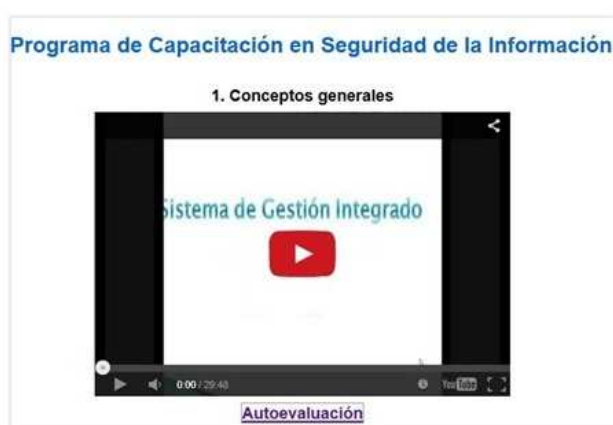 Programa de Capacitación en Seguridad de la Información
1. Conceptos generales
Sistema de Gestión Integrado
0:00 / 29:48
YouTube
Autoevaluación